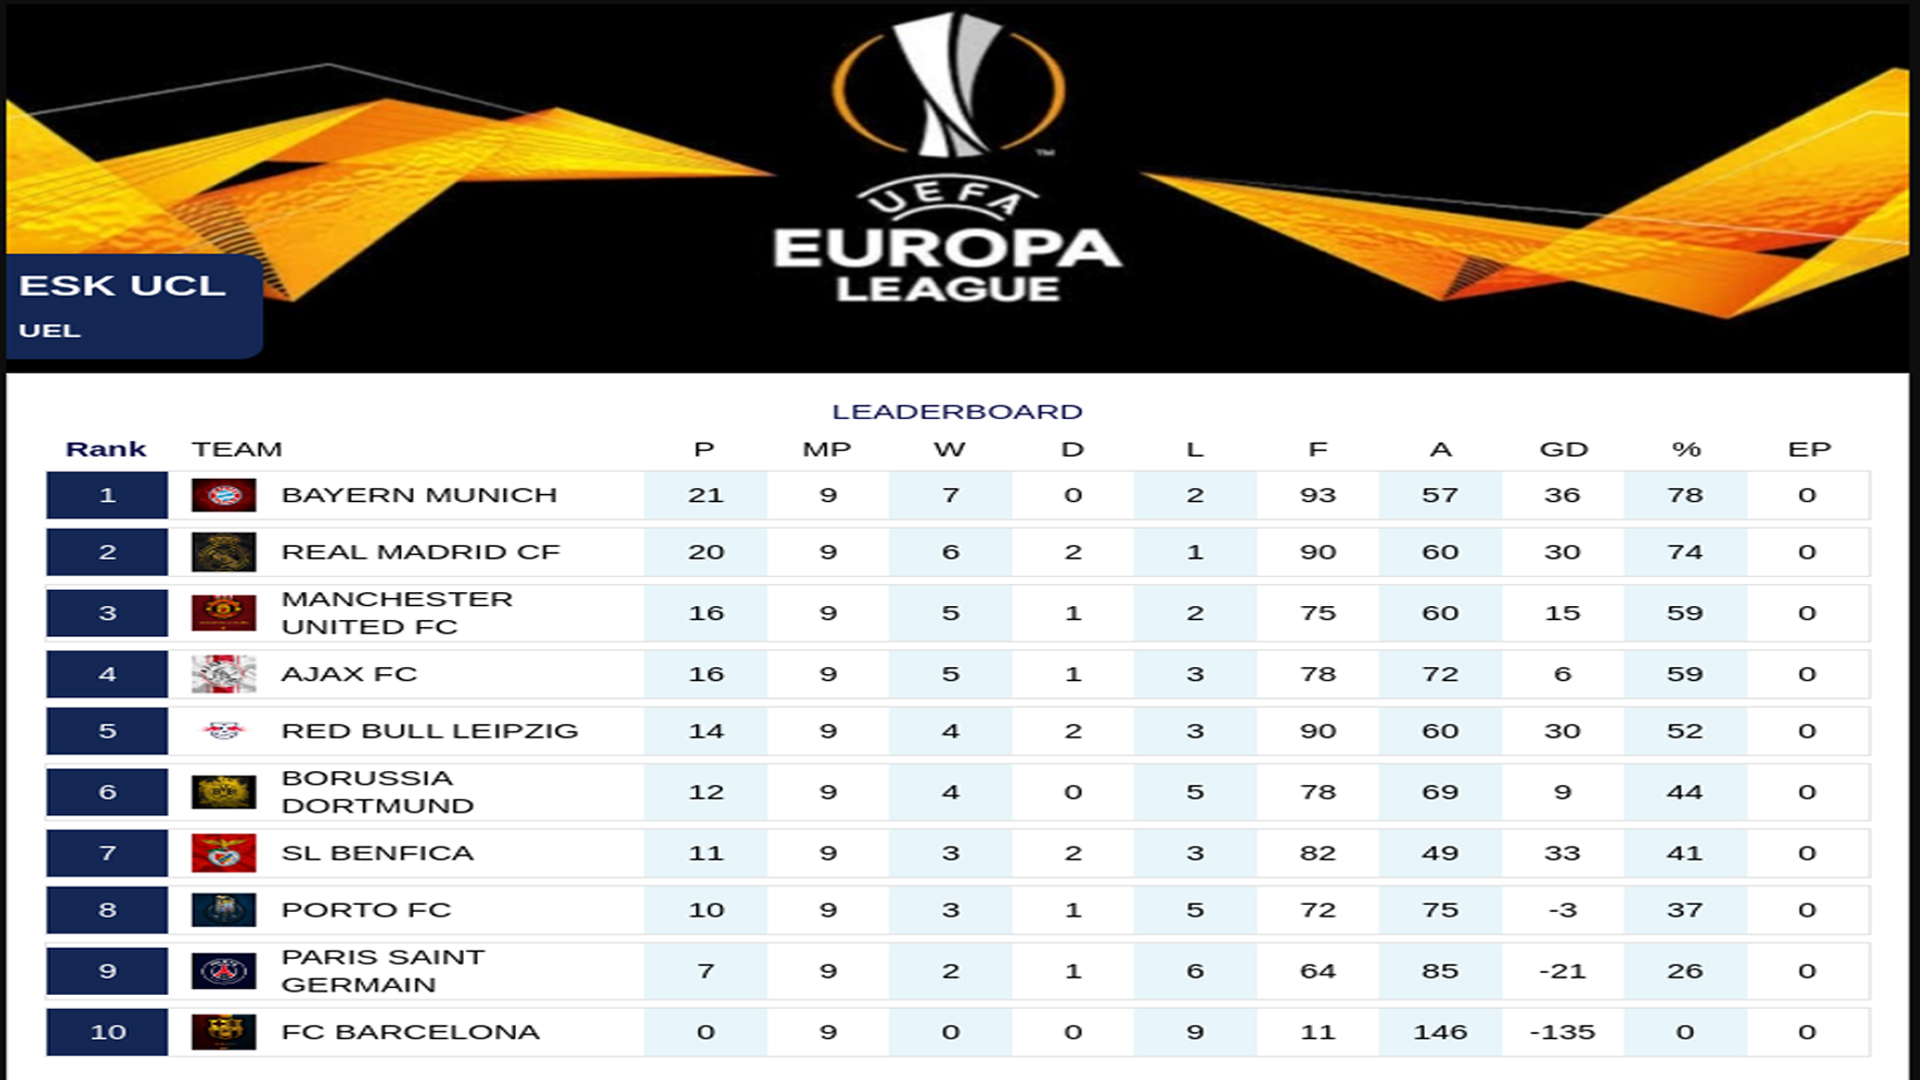 UEFA
EUROPA
LEAGUE
TM
ESK UCL
UEL
LEADERBOARD
Rank TEAM P MP W D L F A GD % EP
1 BAYERN MUNICH 21 9 7 0 2 93 57 36 78 0
2 REAL MADRID CF 20 9 6 2 1 90 60 30 74 0
3 MANCHESTER
UNITED FC 16 9 5 1 2 75 60 15 59 0
4 AJAX FC 16 9 5 1 3 78 72 6 59 0
5 RED BULL LEIPZIG 14 9 4 2 3 90 60 30 52 0
6 BORUSSIA
DORTMUND 12 9 4 0 5 78 69 9 44 0
7 SL BENFICA 11 9 3 2 3 82 49 33 41 0
8 PORTO FC 10 9 3 1 5 72 75 -3 37 0
9 PARIS SAINT
GERMAIN 7 9 2 1 6 64 85 -21 26 0
10 FC BARCELONA 0 9 0 0 9 11 146 -135 0 0